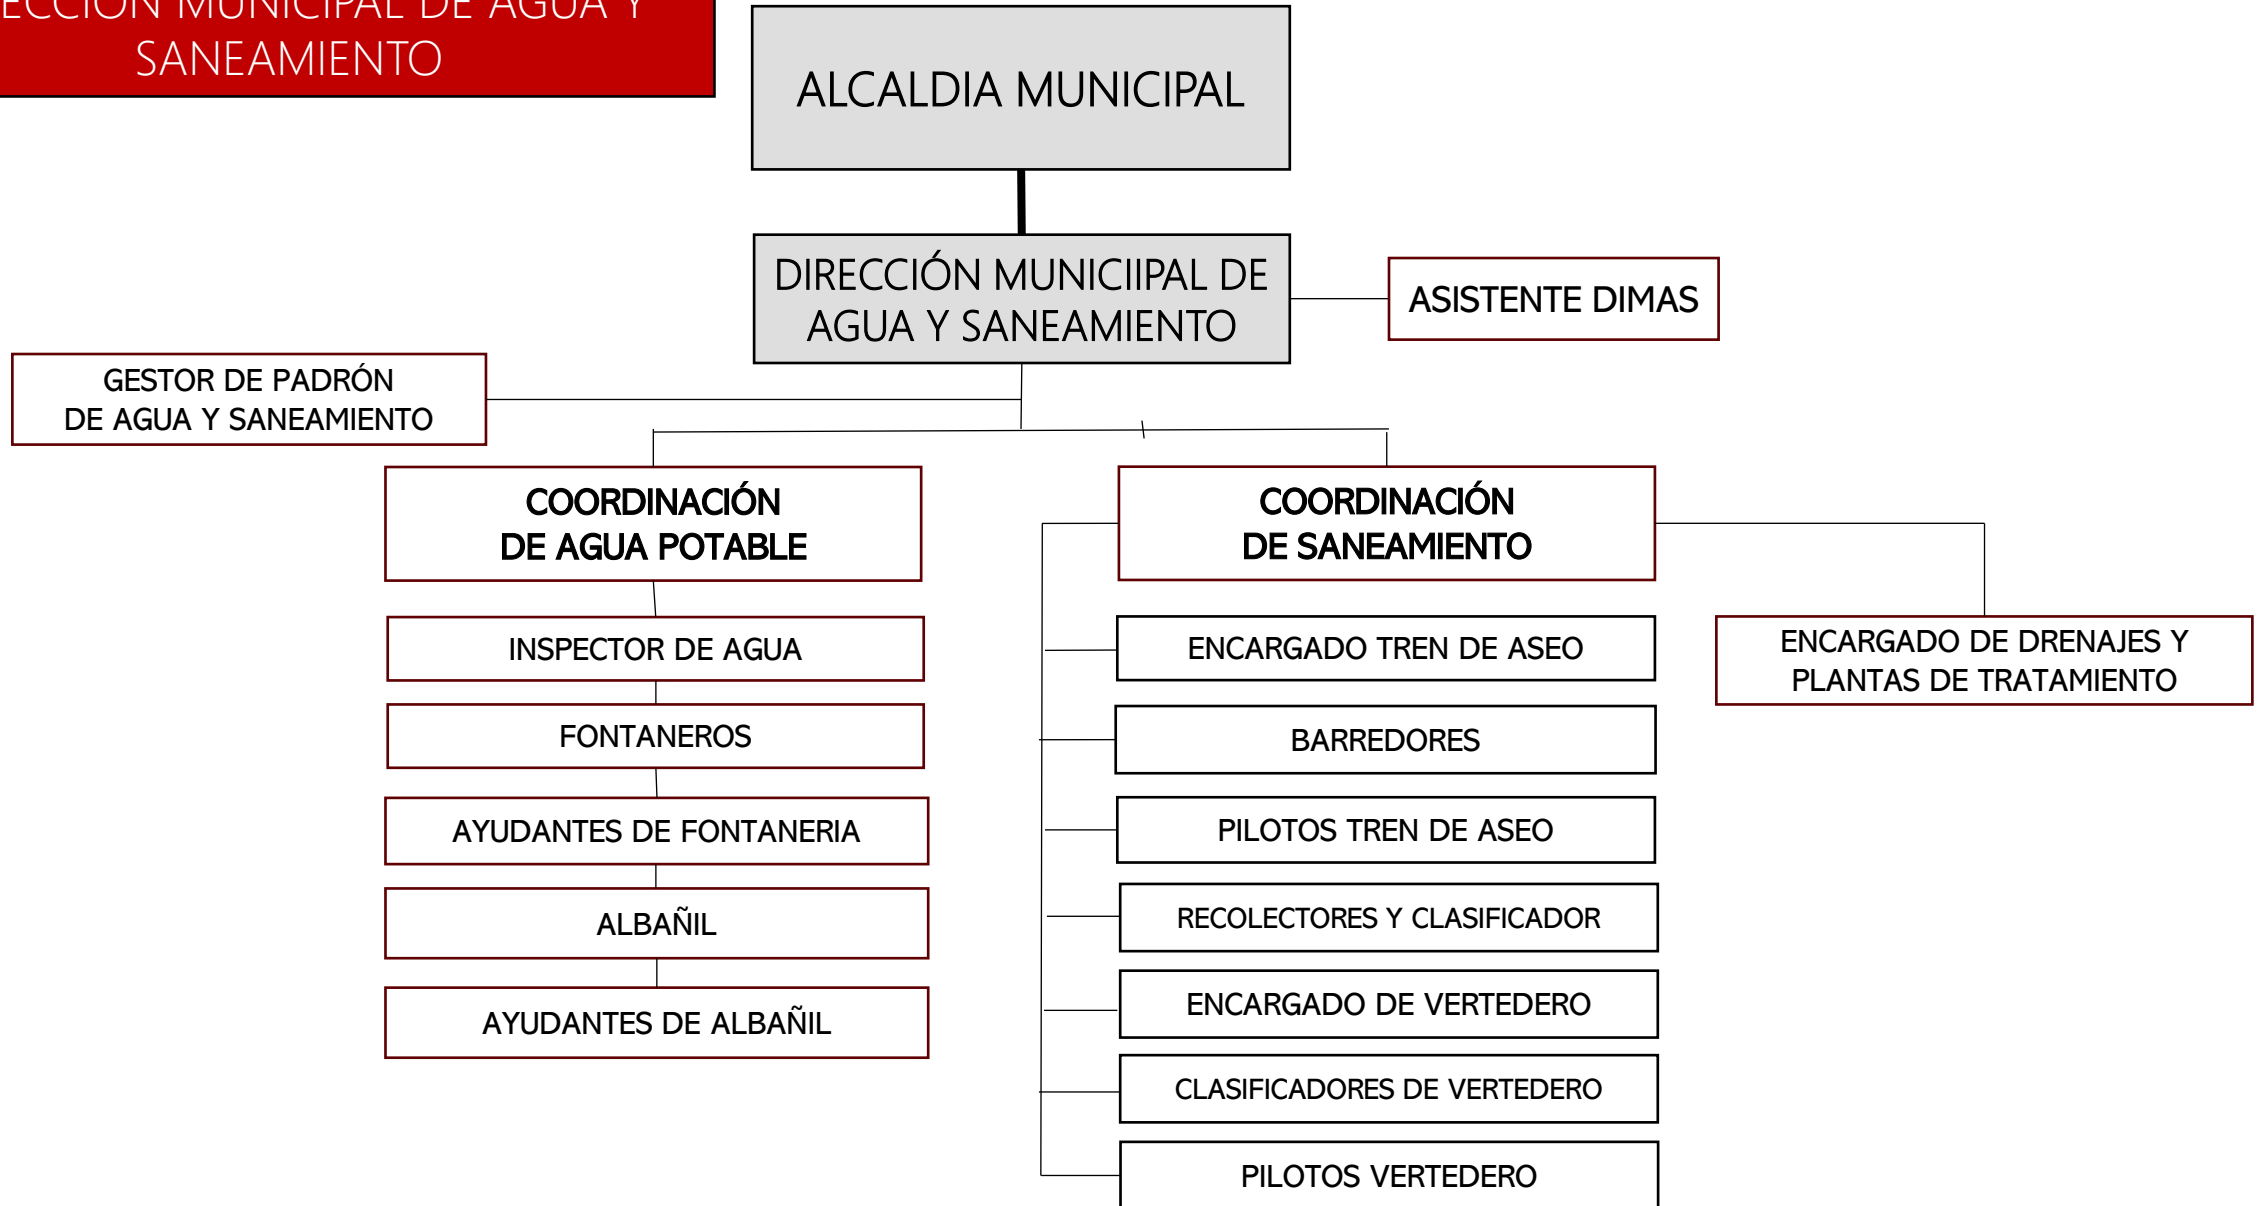 MUNICIPAL DE AGUA Y
SANEAMIENTO
ALCALDIA MUNICIPAL
DIRECCIÓN MUNICIIPAL DE
AGUA Y SANEAMIENTO
ASISTENTE DIMAS
GESTOR DE PADRÓN
DE AGUA Y SANEAMIENTO
COORDINACIÓN
DE AGUA POTABLE
INSPECTOR DE AGUA
FONTANEROS
AYUDANTES DE FONTANERIA
ALBAÑIL
AYUDANTES DE ALBAÑIL
COORDINACIÓN
DE SANEAMIENTO
ENCARGADO TREN DE ASEO
BARREDORES
PILOTOS TREN DE ASEO
RECOLECTORES Y CLASIFICADOR
ENCARGADO DE VERTEDERO
CLASIFICADORES DE VERTEDERO
PILOTOS VERTEDERO
ENCARGADO DE DRENAJES Y
PLANTAS DE TRATAMIENTO